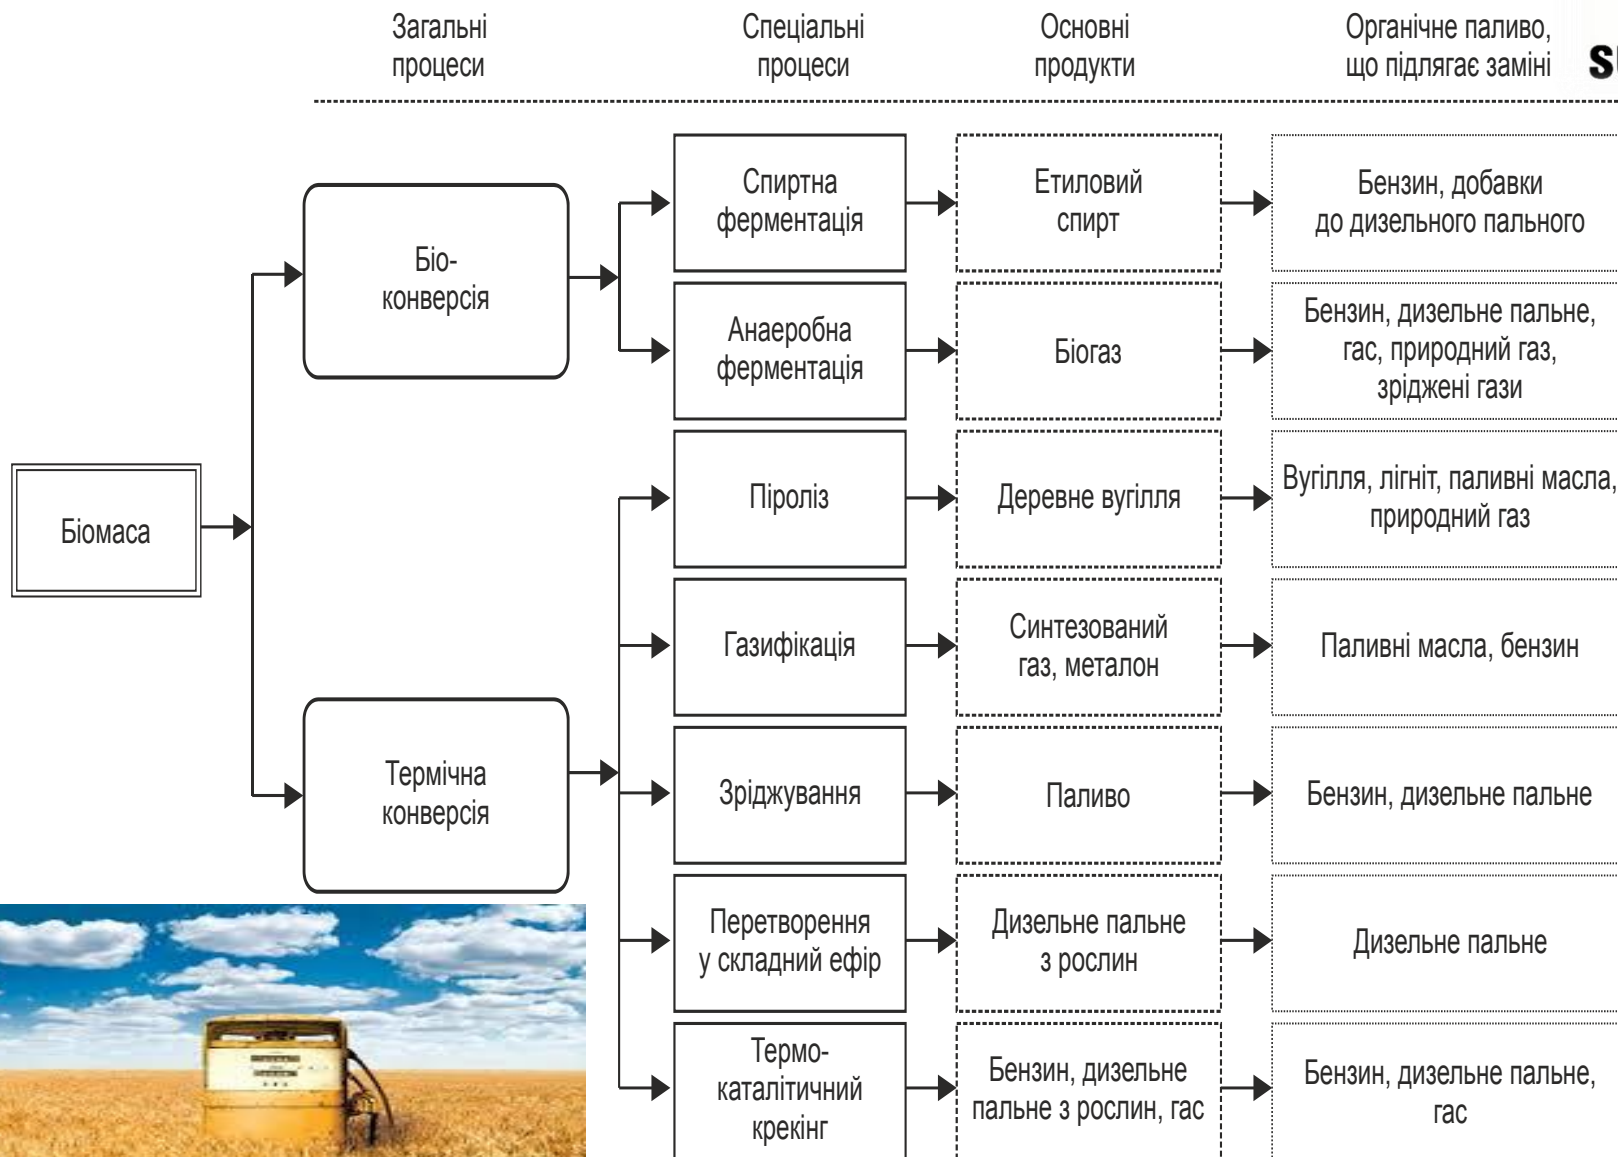 Загальні
процеси
Спеціальні
процеси
Основні
продукти
Органічне паливо,
що підлягає заміні
Біомаса
Біо-
конверсія
Термічна
конверсія
Спиртна
ферментація
Етиловий
спирт
Бензин, добавки
до дизельного пального
Анаеробна
ферментація
Біогаз
Бензин, дизельне пальне,
гас, природний газ,
зріджені гази
Піроліз
Деревне вугілля
Вугілля, лігніт, паливні масла,
природний газ
Газифікація
Синтезований
газ, металон
Паливні масла, бензин
Зріджування
Паливо
Бензин, дизельне пальне
Перетворення
у складний ефір
Дизельне пальне
з рослин
Дизельне пальне
Термо-
каталітичний
крекінг
Бензин, дизельне
пальне з рослин, гас
Бензин, дизельне пальне,
гас